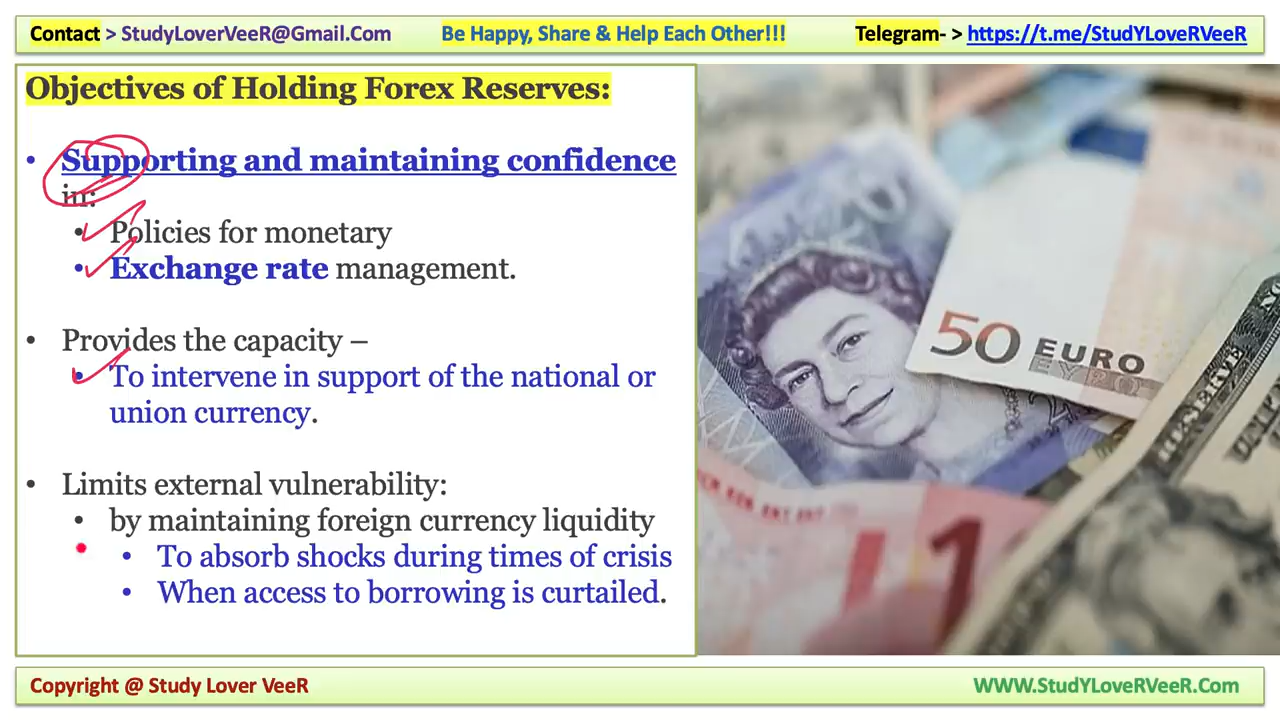 Contact > StudyLoverVeeR@Gmail.Com
Be Happy, Share & Help Each Other!!!
Telegram- > https://t.me/StudYLoveRVeeR
Objectives of Holding Forex Reserves:
• Supporting and maintaining confidence
in:
• Policies for monetary
• Exchange rate management.
• Provides the capacity –
• To intervene in support of the national or
union currency.
• Limits external vulnerability:
• by maintaining foreign currency liquidity
• To absorb shocks during times of crisis
• When access to borrowing is curtailed.
50 EURO
1
Copyright @ Study Lover VeeR
WWW.StudYLoveRVeeR.Com